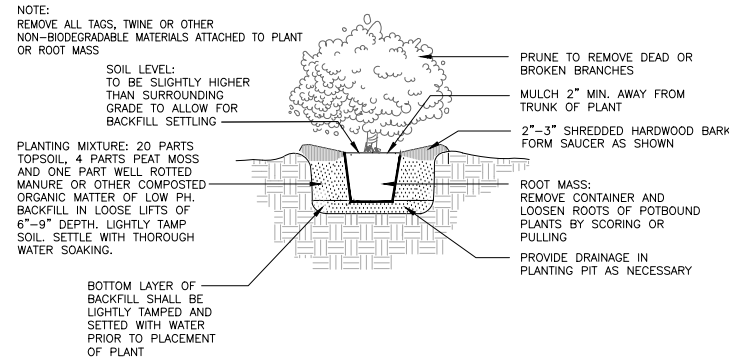 NOTE:
REMOVE ALL TAGS, TWINE OR OTHER
NON-BIODEGRADABLE MATERIALS ATTACHED TO PLANT
OR ROOT MASS
SOIL LEVEL:
TO BE SLIGHTLY HIGHER
THAN SURROUNDING
GRADE TO ALLOW FOR
BACKFILL SETTLING
PLANTING MIXTURE: 20 PARTS
TOPSOIL, 4 PARTS PEAT MOSS
AND ONE PART WELL ROTTED
MANURE OR OTHER COMPOSTED
ORGANIC MATTER OF LOW PH.
BACKFILL IN LOOSE LIFTS OF
6"-9" DEPTH. LIGHTLY TAMP
SOIL. SETTLE WITH THOROUGH
WATER SOAKING.
BOTTOM LAYER OF
BACKFILL SHALL BE
LIGHTLY TAMPED AND
SETTED WITH WATER
PRIOR TO PLACEMENT
OF PLANT
PRUNE TO REMOVE DEAD OR
BROKEN BRANCHES
MULCH 2" MIN. AWAY FROM
TRUNK OF PLANT
2"-3" SHREDDED HARDWOOD BARK
FORM SAUCER AS SHOWN
ROOT MASS:
REMOVE CONTAINER AND
LOOSEN ROOTS OF POTBOUND
PLANTS BY SCORING OR
PULLING
PROVIDE DRAINAGE IN
PLANTING PIT AS NECESSARY